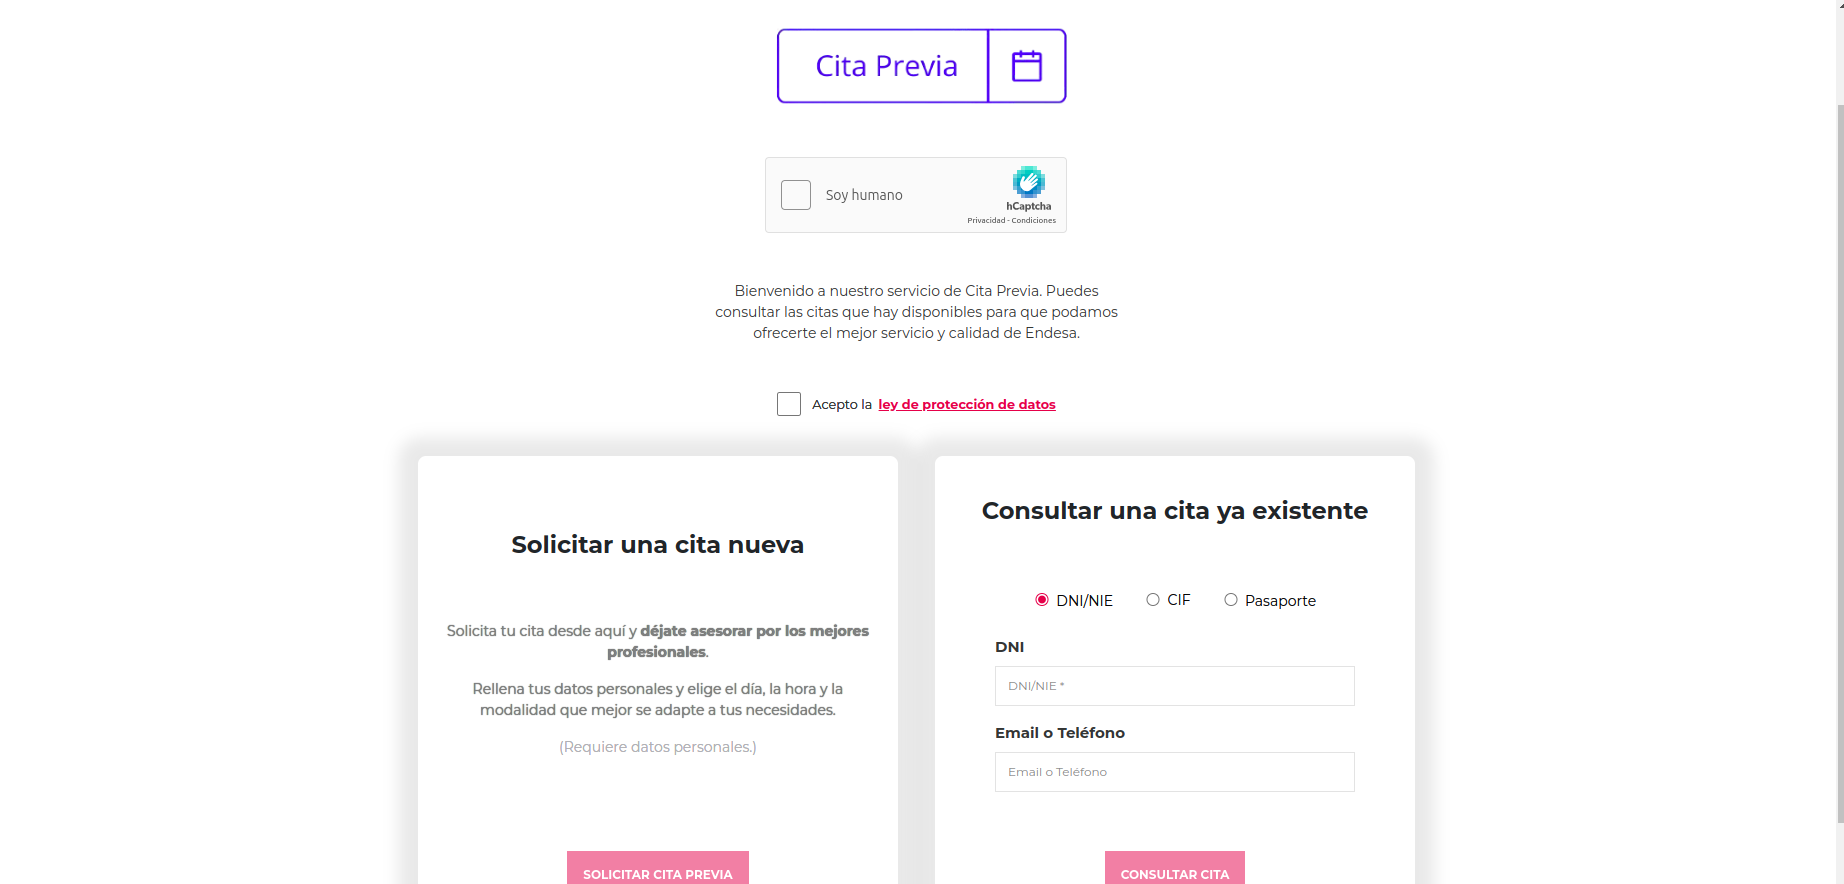 Cita Previa
Soy humano
hCaptcha
Privacidad - Condiciones
Bienvenido a nuestro servicio de Cita Previa. Puedes
consultar las citas que hay disponibles para que podamos
ofrecerte el mejor servicio y calidad de Endesa.
Acepto la ley de protección de datos
Solicitar una cita nueva
Solicita tu cita desde aquí y déjate asesorar por los mejores
profesionales.
Rellena tus datos personales y elige el día, la hora y la
modalidad que mejor se adapte a tus necesidades.
(Requiere datos personales.)
SOLICITAR CITA PREVIA
Consultar una cita ya existente
DNI/NIE CIF Pasaporte
DNI
DNI/NIE *
Email o Teléfono
Email o Teléfono
CONSULTAR CITA